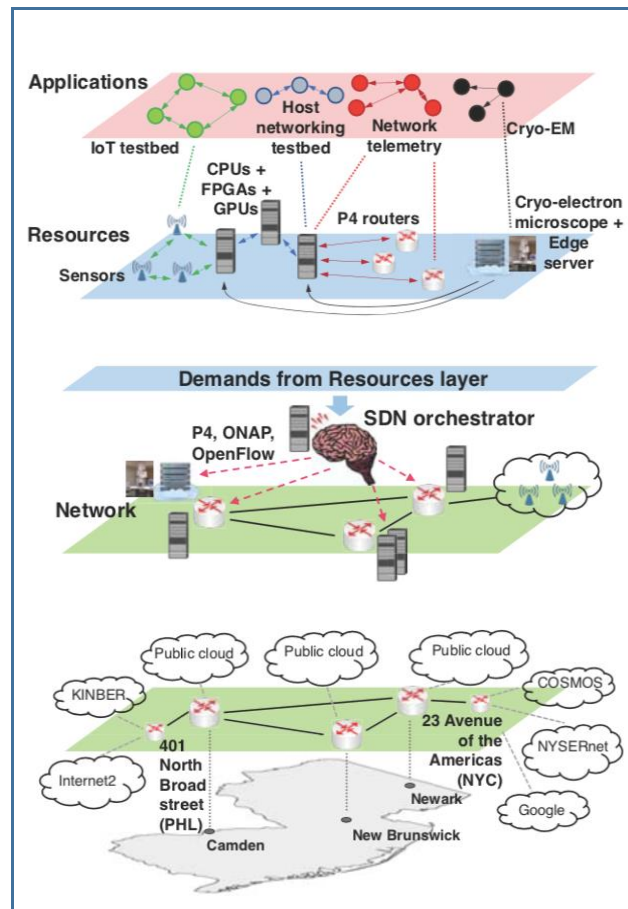 Applications
IoT testbed
Host
networking
testbed
Network
telemetry
Cryo-EM
CPUs +
FPGAs +
GPUs
P4 routers
Cryo-electron
microscope +
Edge
server
Resources
Sensors
Demands from Resources layer
SDN orchestrator
P4, ONAP,
OpenFlow
Network
Public cloud
Public cloud
Public cloud
KINBER
COSMOS
401
North
Broad
street
(PHL)
23 Avenue
of the
Americas
(NYC)
NYSERnet
Internet2
Google
Newark
New Brunswick
Camden